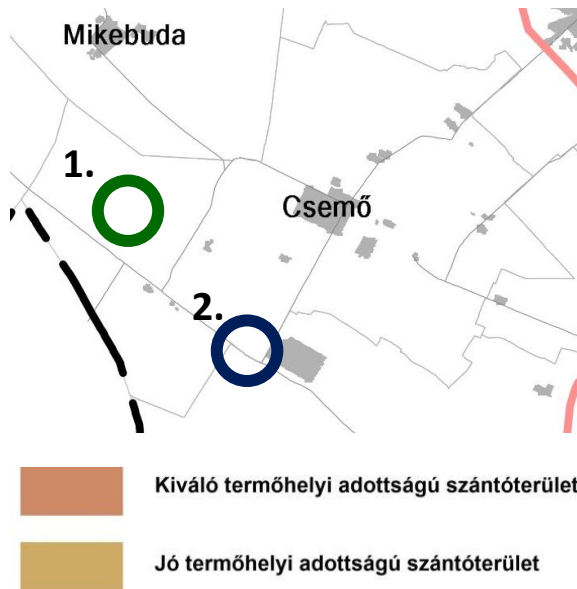 Mikebuda
1.
Csemő
2.
Kiváló termőhelyi adottságú szántóterület
Jó termőhelyi adottságú szántóterület